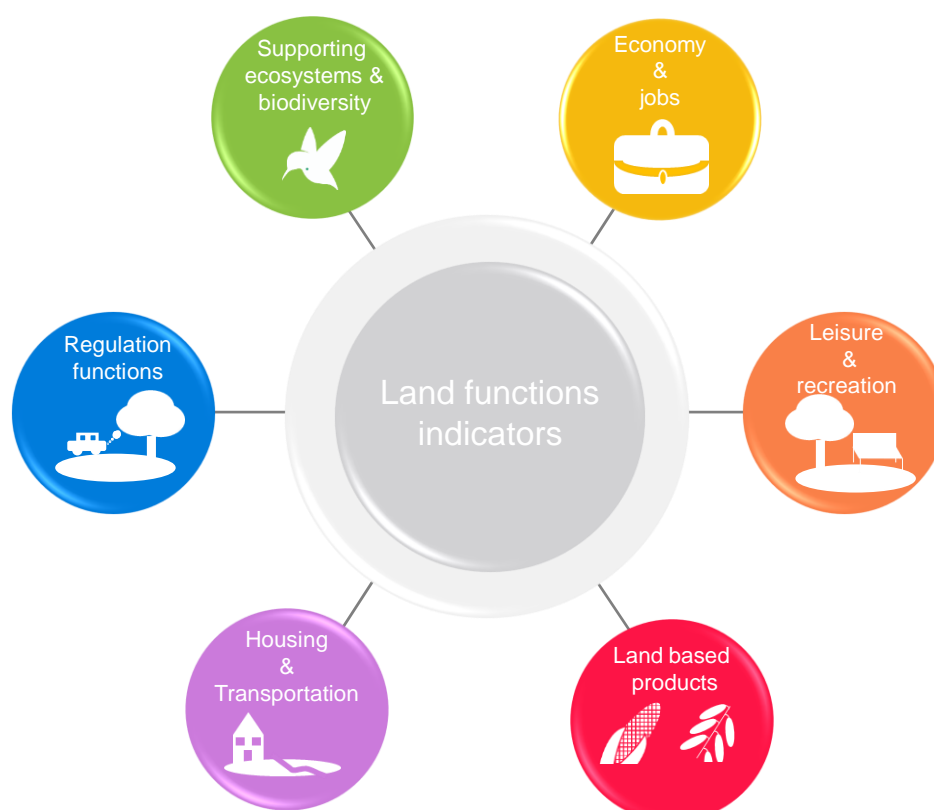 Supporting
ecosystems &
biodiversity
Economy
&
jobs
Regulation
functions
Land functions
indicators
Leisure
&
recreation
Housing
&
Transportation
Land based
products